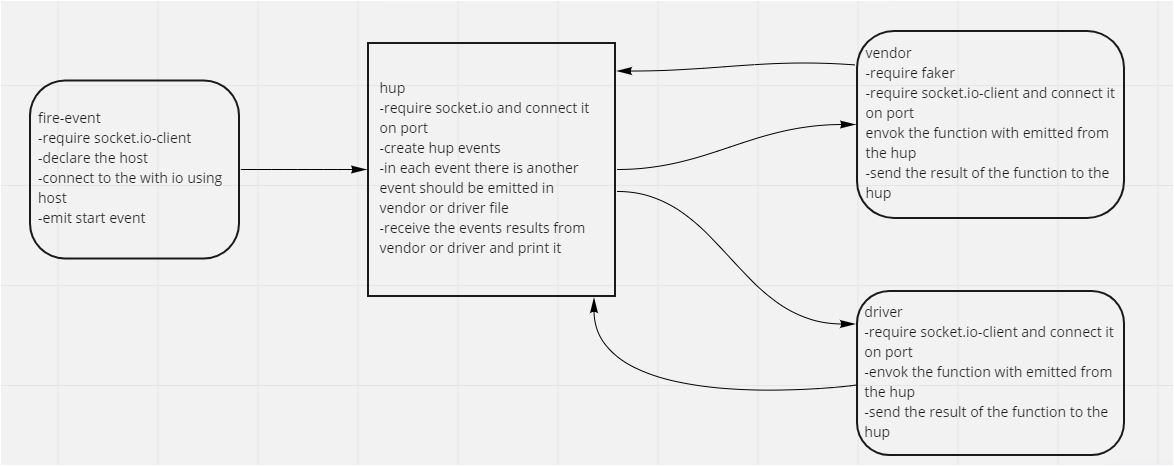 fire-event
-require socket.io-client
-declare the host
-connect to the with io using
host
-emit start event
hup
-require socket.io and connect it
on port
-create hup events
-in each event there is another
event should be emitted in
vendor or driver file
-receive the events results from
vendor or driver and print it
vendor
-require faker
-require socket.io-client and connect it
on port
envok the function with emitted from
the hup
-send the result of the function to the
hup
driver
-require socket.io-client and connect it
on port
-envok the function with emitted from
the hup
-send the result of the function to the
hup